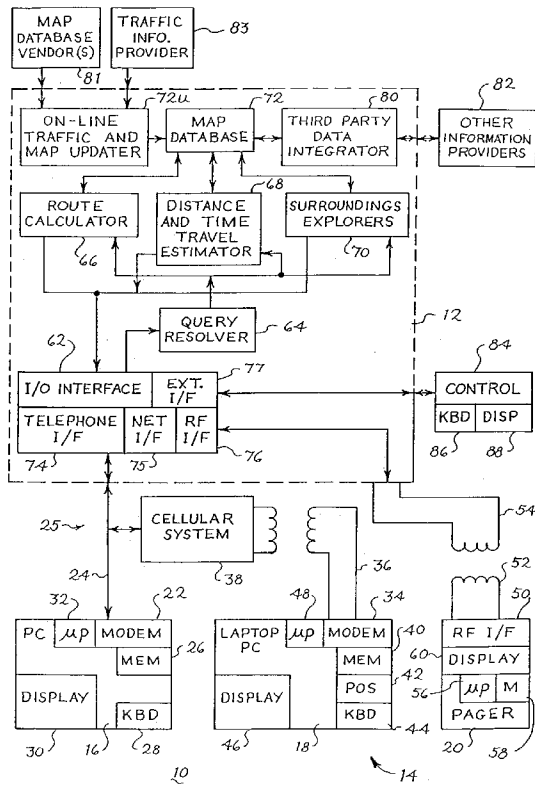 MAP
DATABASE
VENDOR(S)
81
TRAFFIC
INFO.
PROVIDER
83
72u
72
80
82
ON-LINE
TRAFFIC AND
MAP UPDATER
MAP
DATABASE
THIRD PARTY
DATA
INTEGRATOR
OTHER
INFORMATION
PROVIDERS
68
ROUTE
CALCULATOR
66
DISTANCE
AND TIME
TRAVEL
ESTIMATOR
SURROUNDINGS
EXPLORERS
70
QUERY
RESOLVER
64
12
62
77
84
I/O INTERFACE
EXT.
I/F
TELEPHONE
I/F
NET
I/F
RF
I/F
74
75
76
CONTROL
KBD
DISP
86
88
25
CELLULAR
SYSTEM
38
54
24
36
52
32
22
48
34
50
PC
μp
MODEM
26
MEM
DISPLAY
KBD
30
16
28
LAPTOP
PC
μp
MODEM
40
MEM
42
POS
DISPLAY
KBD
44
46
18
14
RF I/F
60
DISPLAY
56
μp
M
PAGER
20
58
10